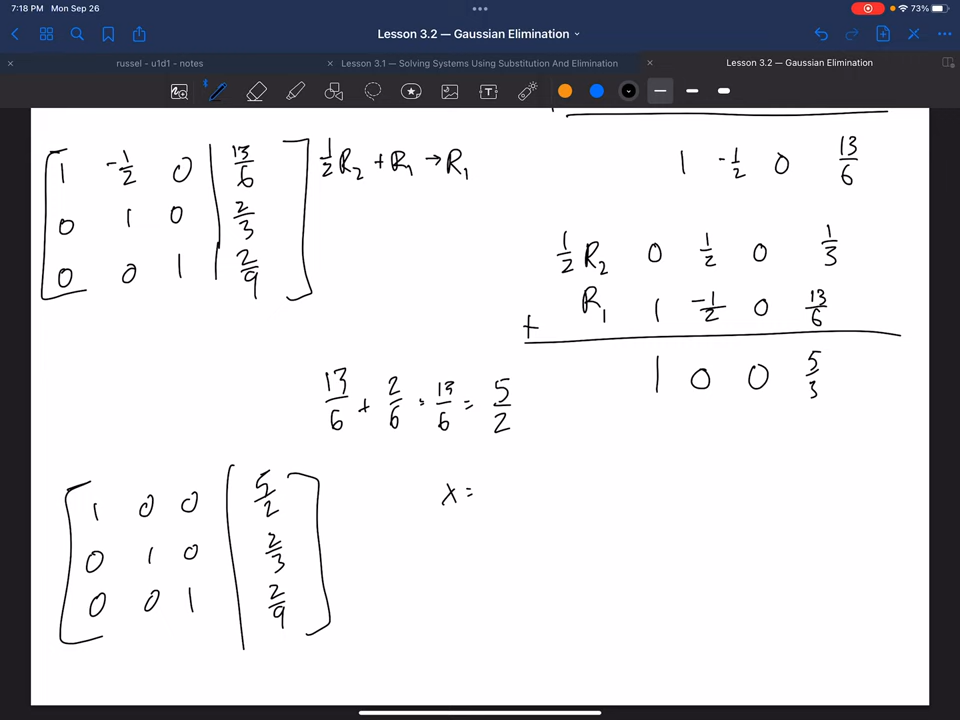 7:18 PM Mon Sep 26
73%
Lesson 3.2 — Gaussian Elimination
russel - u1d1 - notes
Lesson 3.1 — Solving Systems Using Substitution And Elimination
Lesson 3.2 — Gaussian Elimination
1 -1/2 0 | 13/6 1/2 R₂ + R₁ → R₁
0 1 0 | 2/3
0 0 1 | 2/9
1 -1/2 0 13/6
1/2 R₂ 0 1/2 0 1/3
+ R₁ 1 -1/2 0 13/6
1 0 0 5/3
13/6 + 2/6 = 15/6 = 5/2
1 0 0 | 5/2
0 1 0 | 2/3
0 0 1 | 2/9
x =